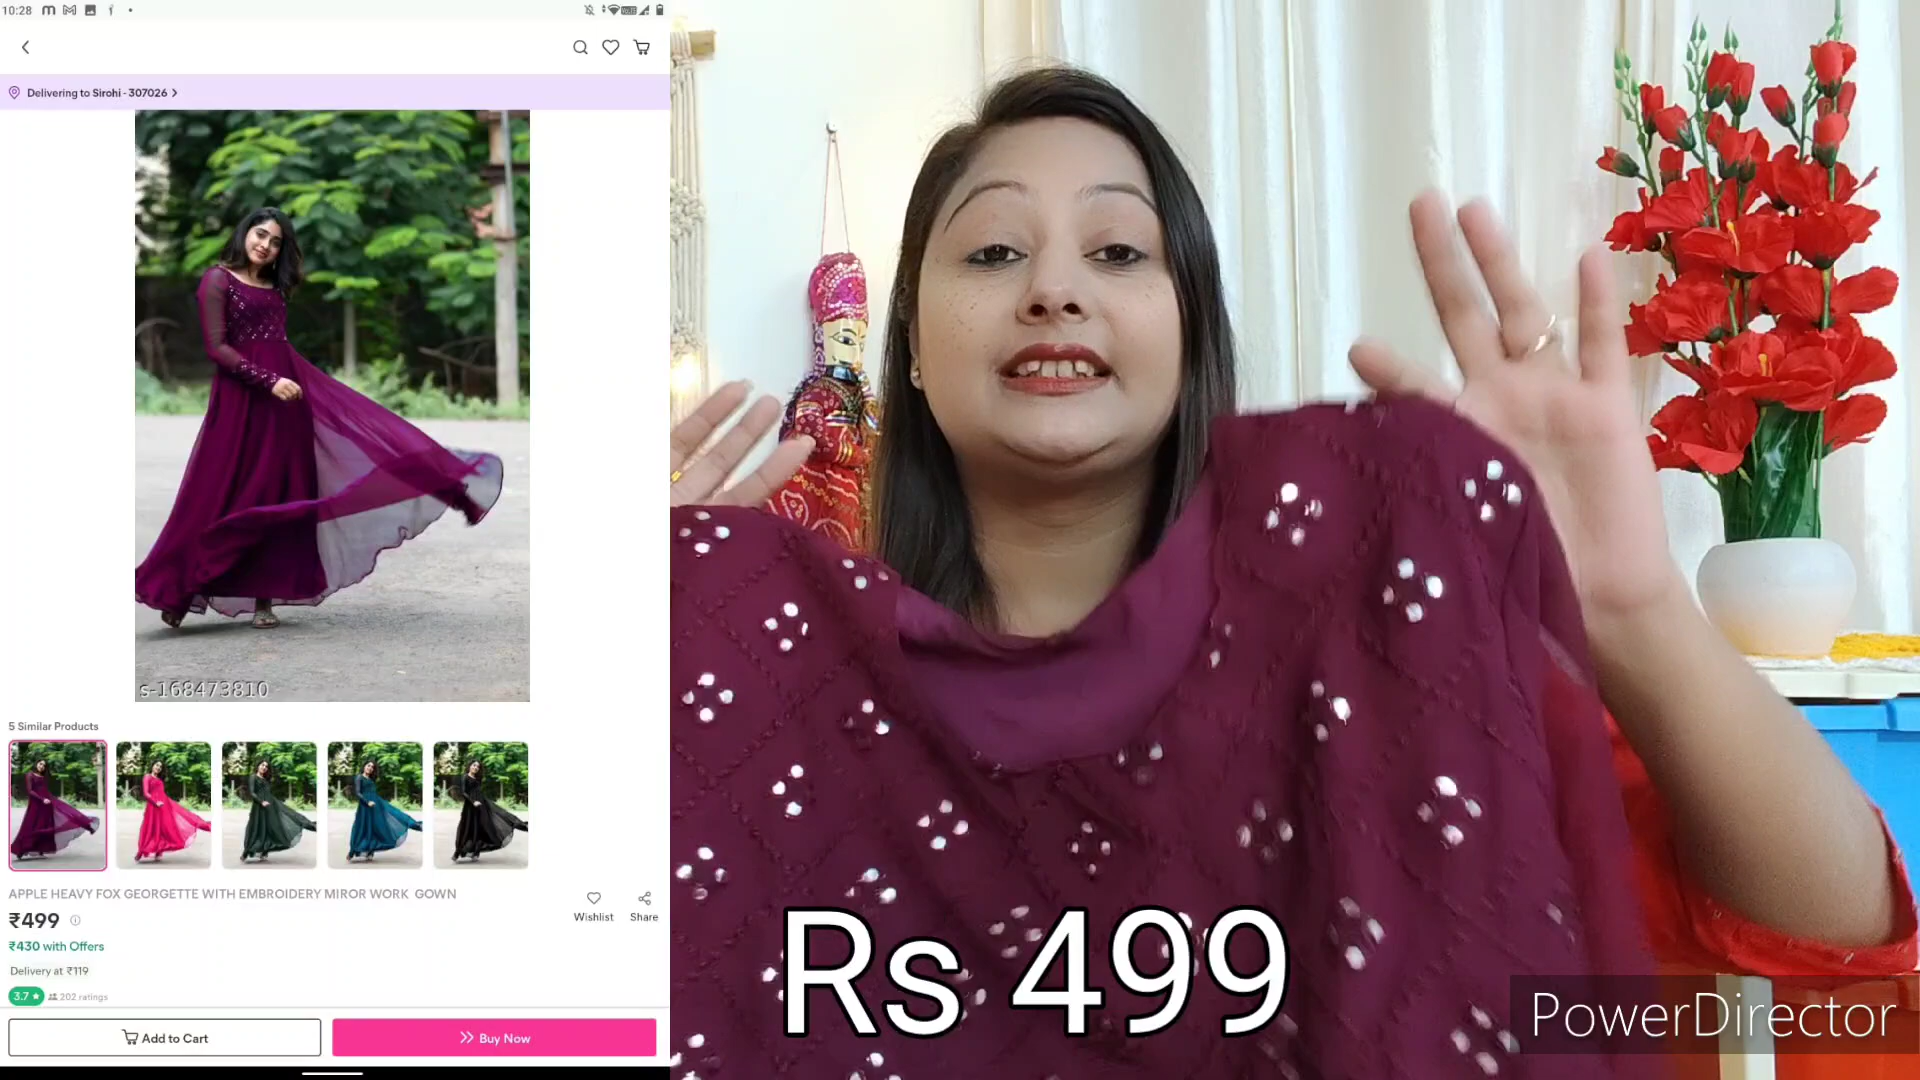 10:28
Delivering to Sirohi - 307026
s-168473810
5 Similar Products
APPLE HEAVY FOX GEORGETTE WITH EMBROIDERY MIROR WORK GOWN
₹499
Wishlist
Share
₹430 with Offers
Delivery at ₹119
3.7 ★
202 ratings
Add to Cart
Buy Now
Rs 499
PowerDirector